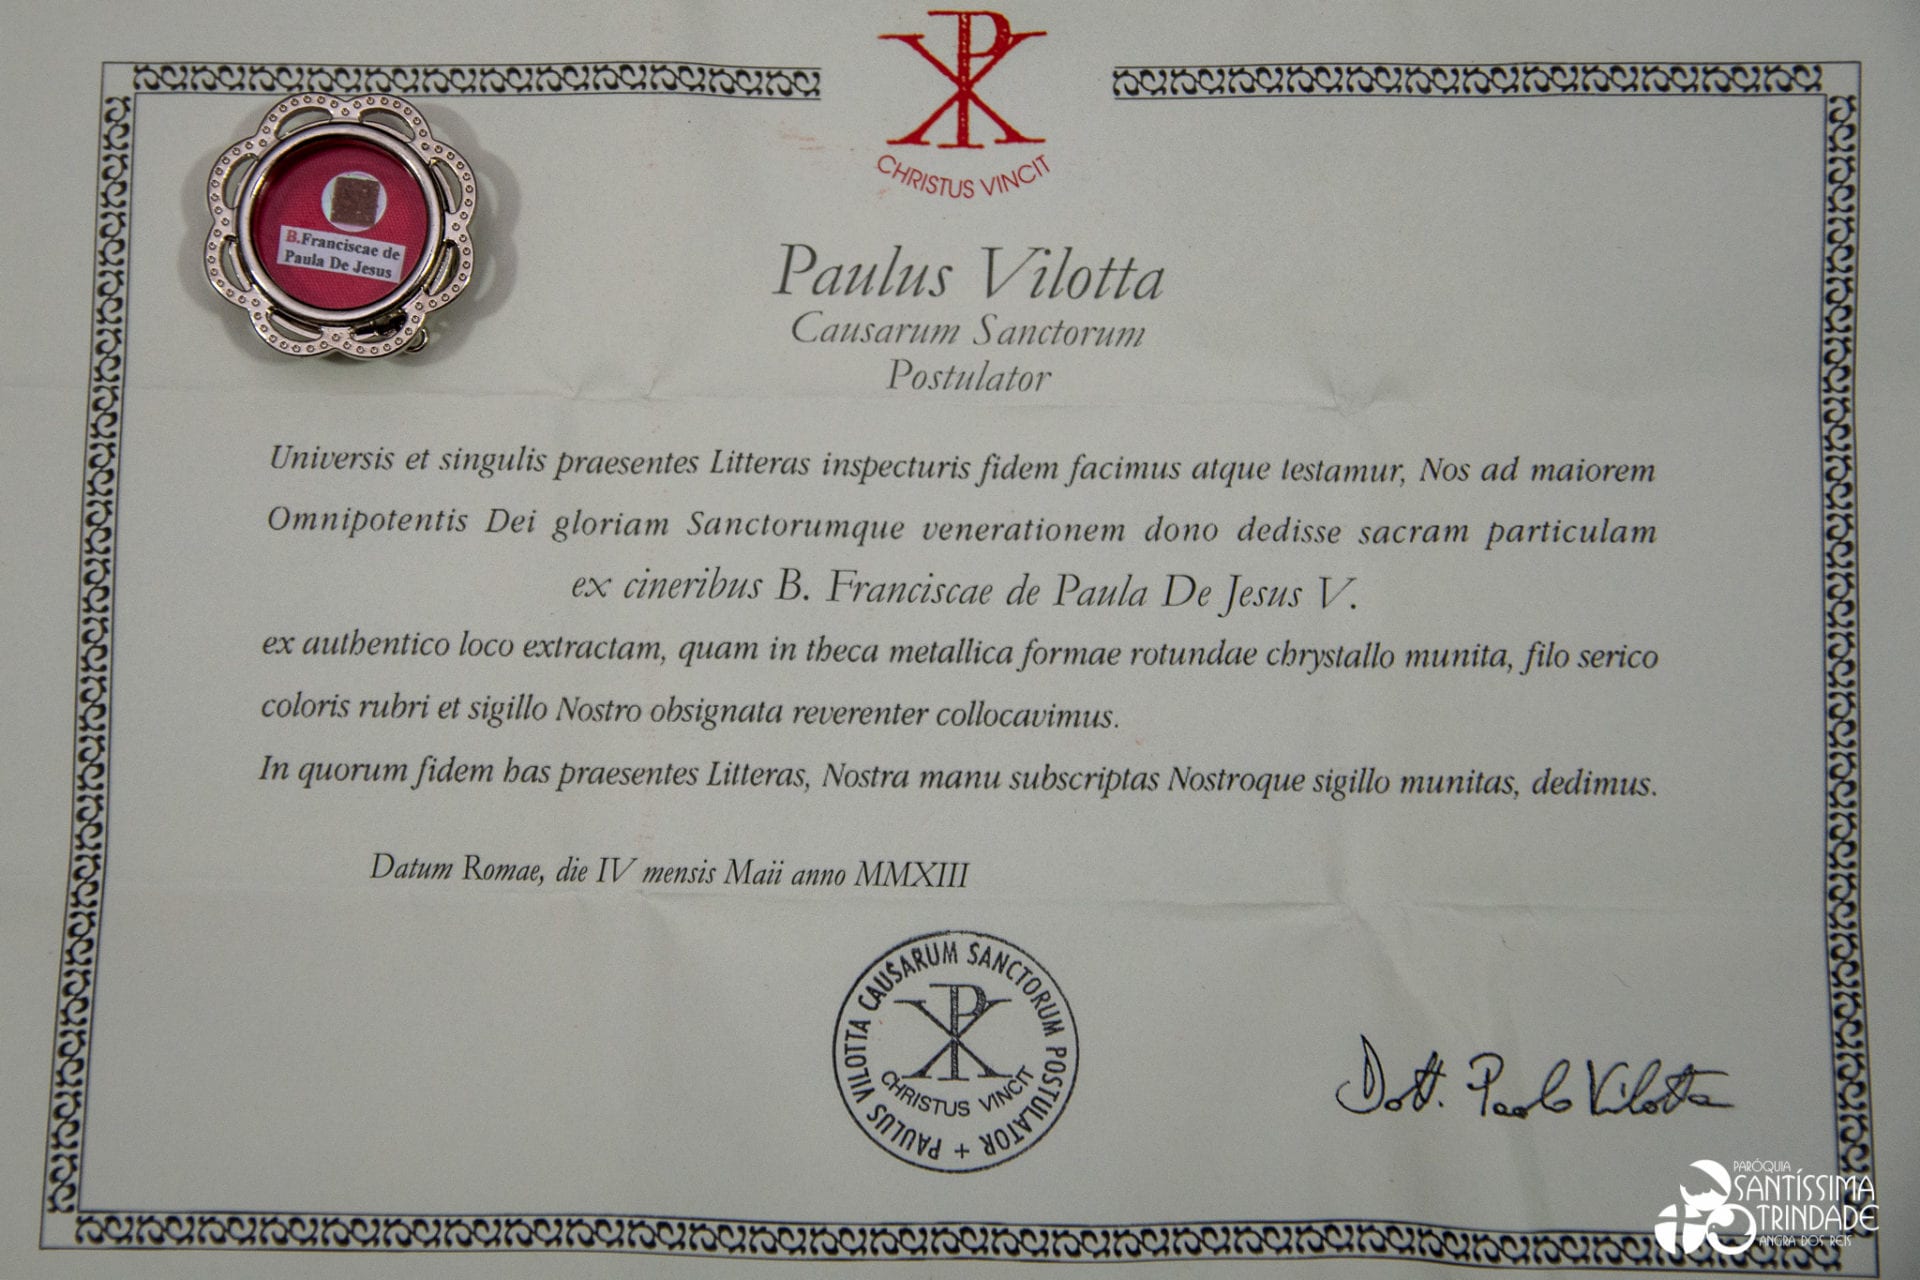 CHRISTUS VINCIT
B.Franciscae de
Paula De Jesus
Paulus Vilotta
Causarum Sanctorum
Postulator
Universis et singulis praesentes Litteras inspecturis fidem facimus atque testamur, Nos ad maiorem
Omnipotentis Dei gloriam Sanctorumque venerationem dono dedisse sacram particulam
ex cineribus B. Franciscae de Paula De Jesus V.
ex authentico loco extractam, quam in theca metallica formae rotundae chrystallo munita, filo serico
coloris rubri et sigillo Nostro obsignata reverenter collocavimus.
In quorum fidem has praesentes Litteras, Nostra manu subscriptas Nostroque sigillo munitas, dedimus.
Datum Romae, die IV mensis Maii anno MMXIII
PAULUS VILOTTA CAUSARUM SANCTORUM POSTULATOR +
CHRISTUS VINCIT
Dott. Paolo Vilotta
PARÓQUIA
SANTÍSSIMA
TRINDADE
ANGRA DOS REIS